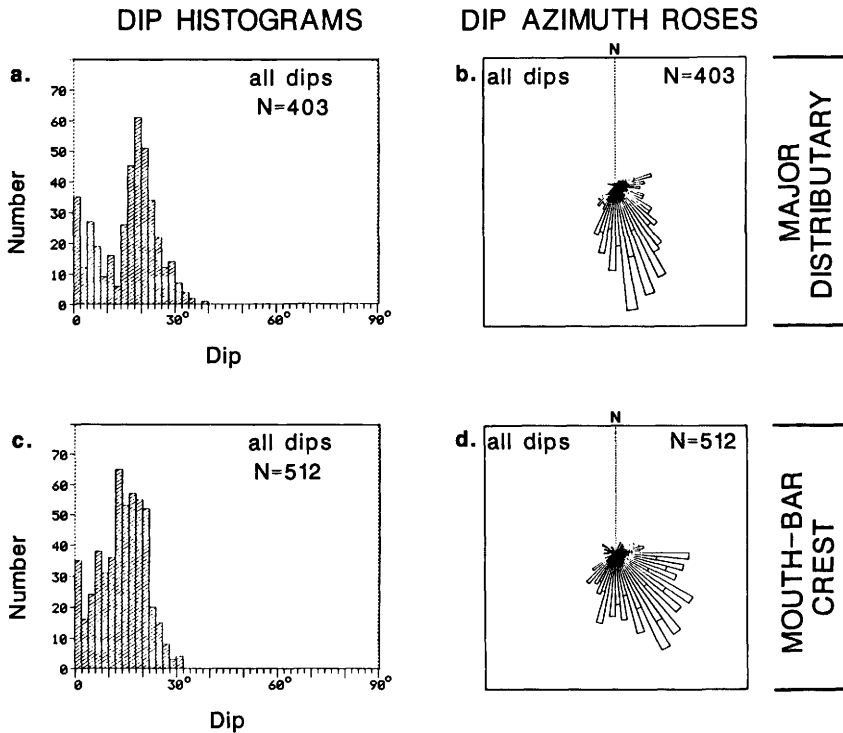 DIP HISTOGRAMS
DIP AZIMUTH ROSES
a.
all dips
N=403
70
60
50
40
30
20
10
0
Number
0
30°
60°
90°
Dip
b.
N
all dips
N=403
MAJOR
DISTRIBUTARY
c.
all dips
N=512
70
60
50
40
30
20
10
0
Number
0
30°
60°
90°
Dip
d.
N
all dips
N=512
MOUTH-BAR
CREST